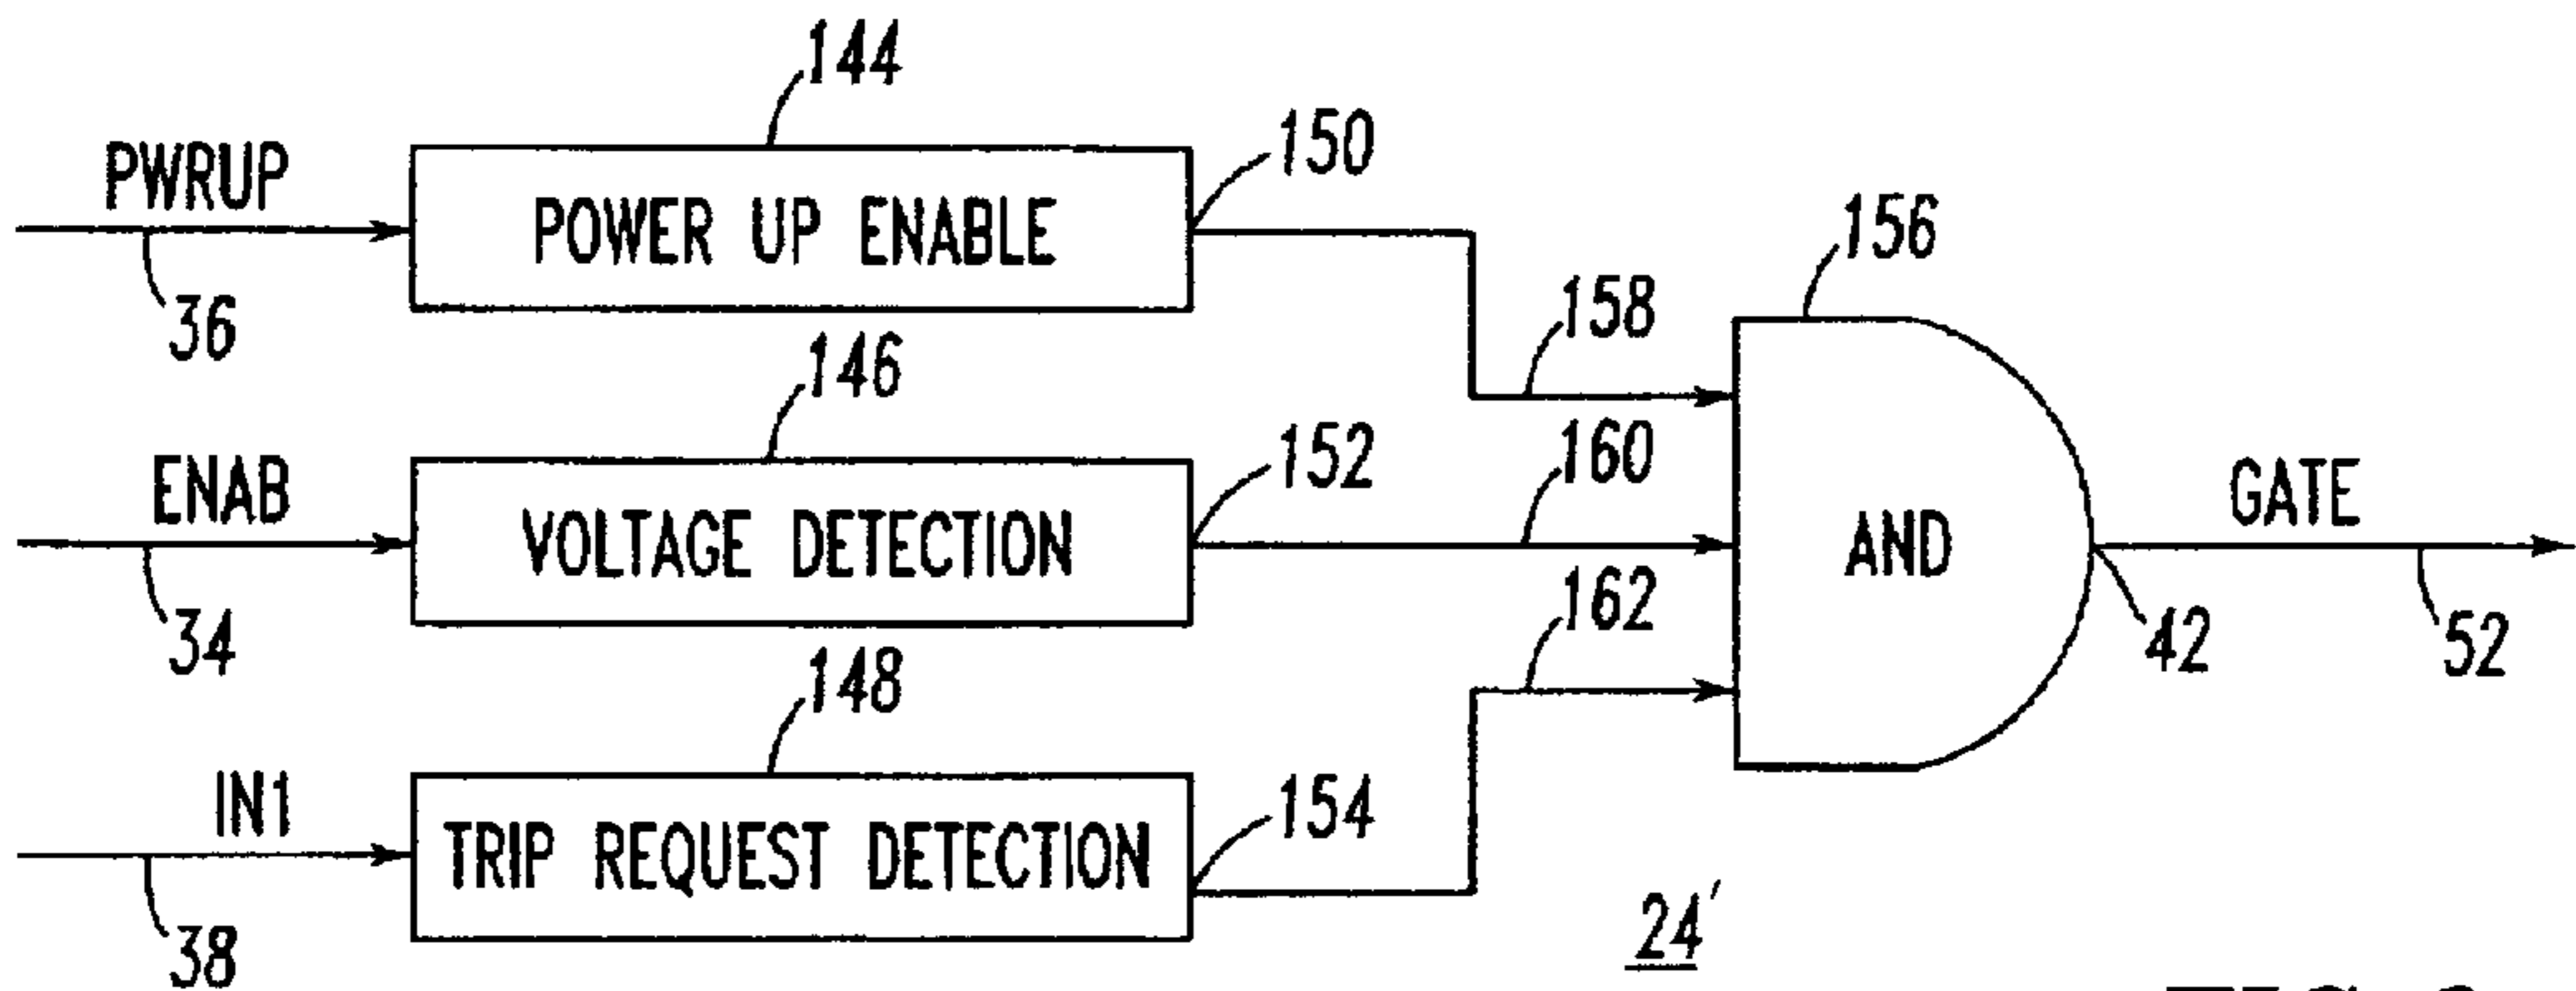 144
PWRUP
POWER UP ENABLE
150
36
156
158
146
ENAB
VOLTAGE DETECTION
152
160
AND
GATE
34
162
42
52
148
IN1
TRIP REQUEST DETECTION
154
38
24'